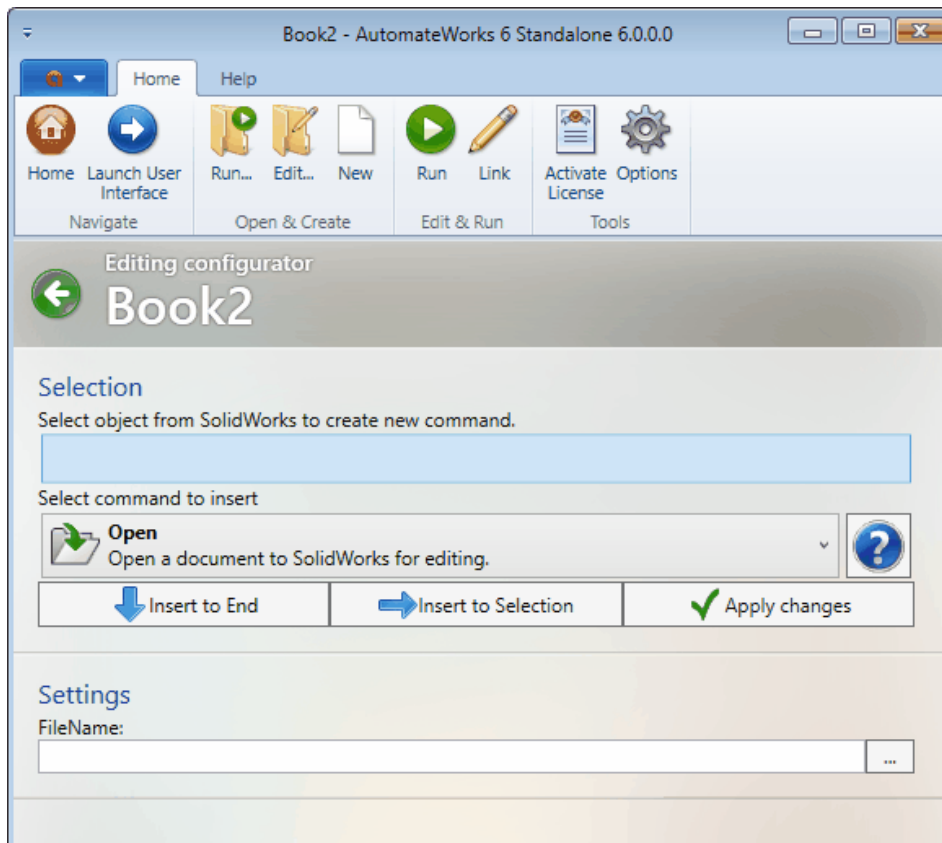 Book2 - AutomateWorks 6 Standalone 6.0.0.0
Home Help
Home Launch User Interface Run... Edit... New Run Link Activate License Options
Navigate Open & Create Edit & Run Tools
Editing configurator
Book2
Selection
Select object from SolidWorks to create new command.
Select command to insert
Open
Open a document to SolidWorks for editing.
Insert to End Insert to Selection Apply changes
Settings
FileName:
...